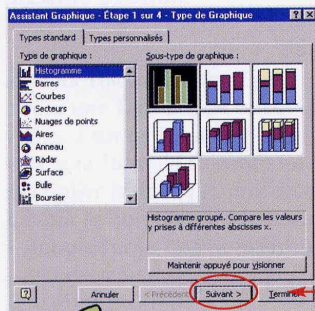 Assistant Graphique - Étape 1 sur 4 - Type de Graphique
Types standard
Types personnalisés
Type de graphique :
Histogramme
Barres
Courbes
Secteurs
Nuages de points
Aires
Anneau
Radar
Surface
Bulle
Boursier
Sous-type de graphique :
Histogramme groupé. Compare les valeurs
y prises à différentes abscisses x.
Maintenir appuyé pour visionner
Annuler
< Précédent
Suivant >
Terminer